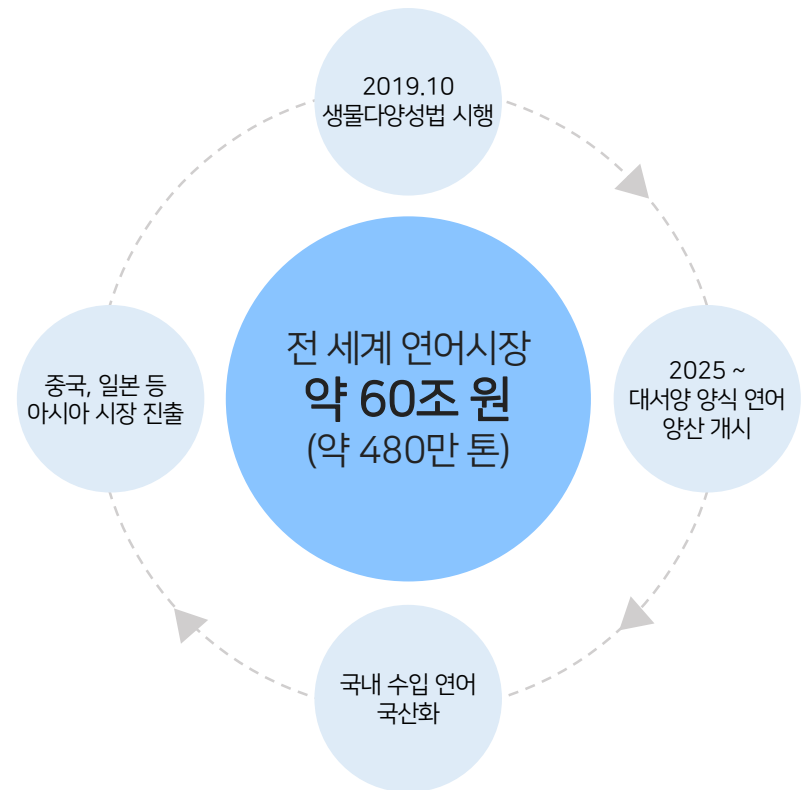 2019.10
생물다양성법 시행
전 세계 연어시장
약 60조 원
(약 480만 톤)
2025 ~
대서양 양식 연어
양산 개시
국내 수입 연어
국산화
중국, 일본 등
아시아 시장 진출